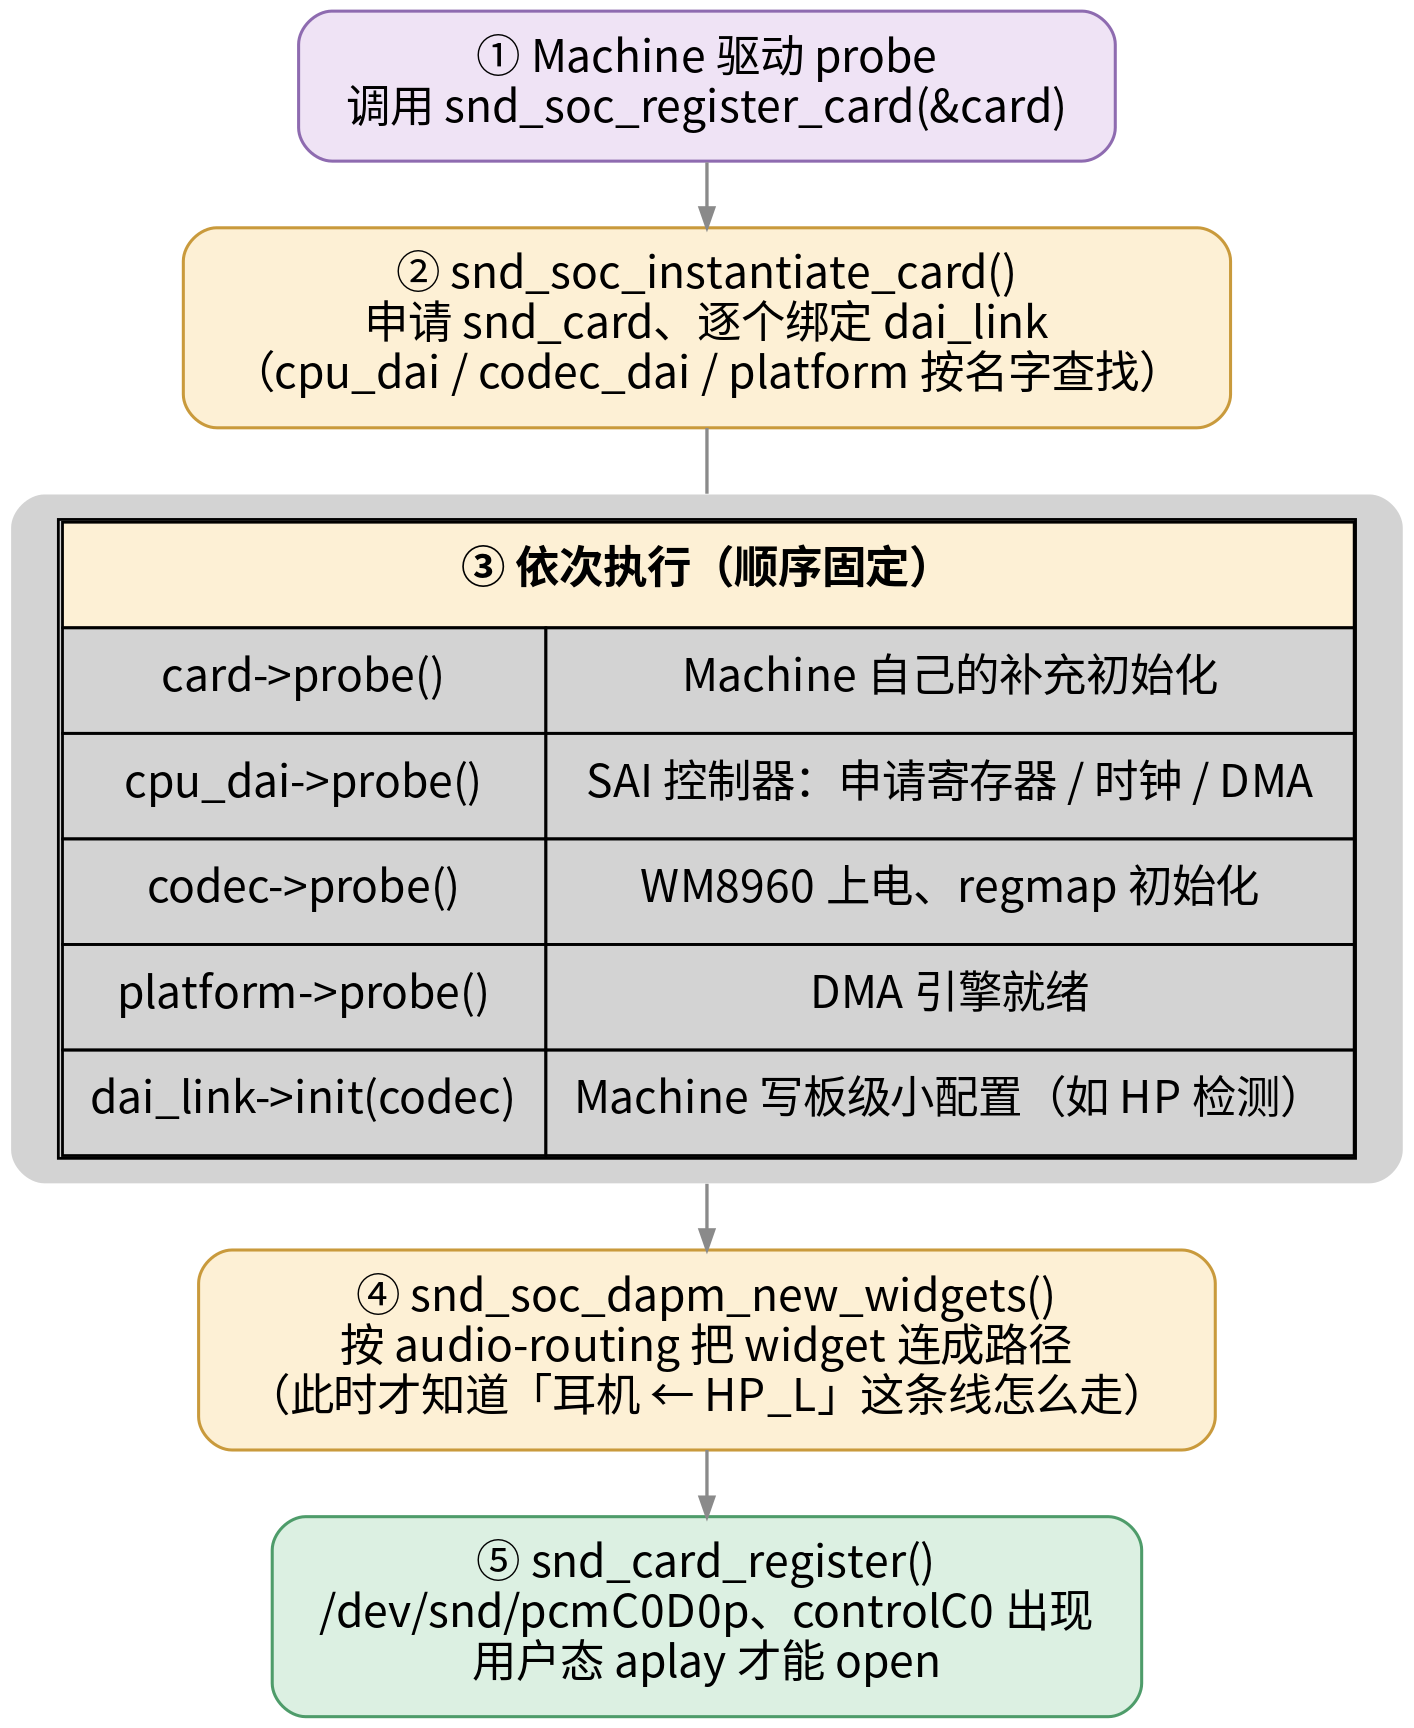 ① Machine 驱动 probe
调用 snd_soc_register_card(&card)
② snd_soc_instantiate_card()
申请 snd_card、逐个绑定 dai_link
（cpu_dai / codec_dai / platform 按名字查找）
③ 依次执行（顺序固定）
card->probe() Machine 自己的补充初始化
cpu_dai->probe() SAI 控制器：申请寄存器 / 时钟 / DMA
codec->probe() WM8960 上电、regmap 初始化
platform->probe() DMA 引擎就绪
dai_link->init(codec) Machine 写板级小配置（如 HP 检测）
④ snd_soc_dapm_new_widgets()
按 audio-routing 把 widget 连成路径
（此时才知道「耳机 ← HP_L」这条线怎么走）
⑤ snd_card_register()
/dev/snd/pcmC0D0p、controlC0 出现
用户态 aplay 才能 open